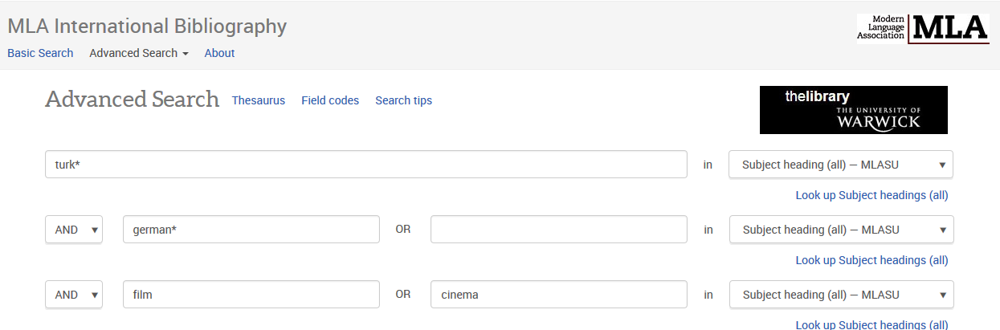 MLA International Bibliography
Modern
Language
Association
MLA
Basic Search Advanced Search About
Advanced Search Thesaurus Field codes Search tips
thelibrary
THE UNIVERSITY OF
WARWICK
turk* in Subject heading (all) — MLASU
Look up Subject headings (all)
AND german* OR in Subject heading (all) — MLASU
Look up Subject headings (all)
AND film OR cinema in Subject heading (all) — MLASU
Look up Subject headings (all)